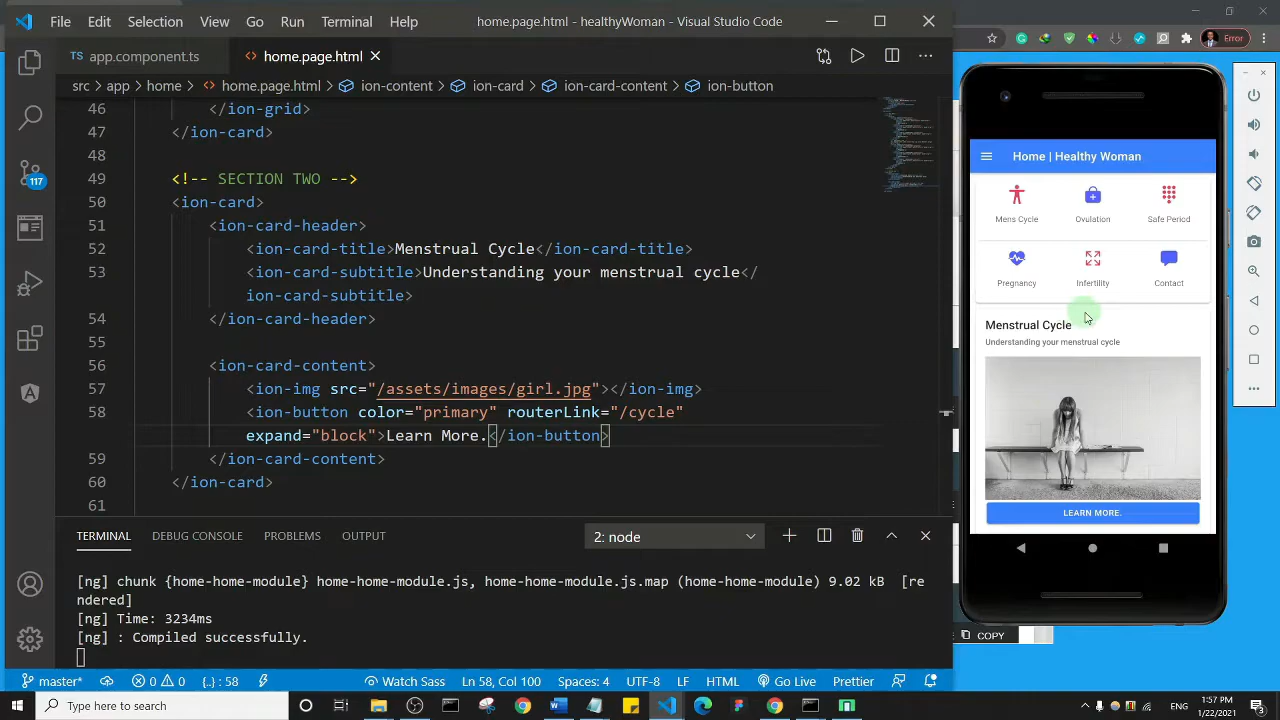 File Edit Selection View Go Run Terminal Help home.page.html - healthyWoman - Visual Studio Code
TS app.component.ts <> home.page.html
src > app > home > <> home.page.html > ion-content > ion-card > ion-card-content > ion-button
46 </ion-grid>
47 </ion-card>
48
49 <!-- SECTION TWO -->
50 <ion-card>
51 <ion-card-header>
52 <ion-card-title>Menstrual Cycle</ion-card-title>
53 <ion-card-subtitle>Understanding your menstrual cycle</
ion-card-subtitle>
54 </ion-card-header>
55
56 <ion-card-content>
57 <ion-img src="/assets/images/girl.jpg"></ion-img>
58 <ion-button color="primary" routerLink="/cycle"
expand="block">Learn More.</ion-button>
59 </ion-card-content>
60 </ion-card>
61
117
TERMINAL DEBUG CONSOLE PROBLEMS OUTPUT 2: node
[ng] chunk {home-home-module} home-home-module.js, home-home-module.js.map (home-home-module) 9.02 kB [re
ndered]
[ng] Time: 3234ms
[ng] : Compiled successfully.
master* 0 0 {..}: 58 Watch Sass Ln 58, Col 100 Spaces: 4 UTF-8 LF HTML Go Live Prettier
Error
Home | Healthy Woman
Mens Cycle Ovulation Safe Period
Pregnancy Infertility Contact
Menstrual Cycle
Understanding your menstrual cycle
LEARN MORE.
COPY
Type here to search
1:57 PM
1/22/2021